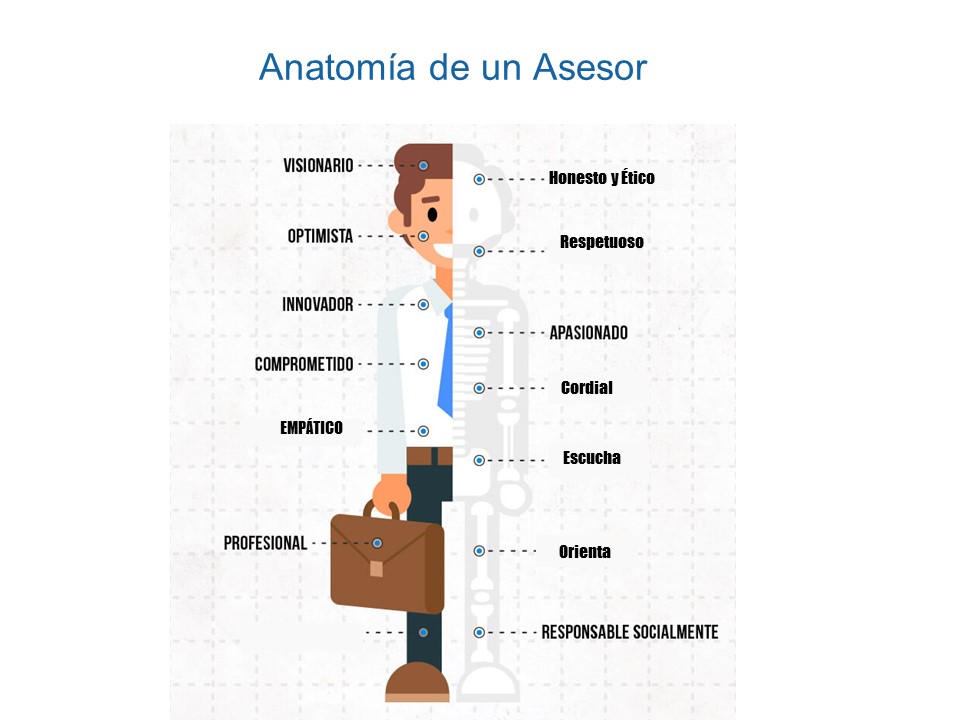 Anatomía de un Asesor
VISIONARIO
Honesto y Ético
OPTIMISTA
Respetuoso
INNOVADOR
APASIONADO
COMPROMETIDO
Cordial
EMPÁTICO
Escucha
PROFESIONAL
Orienta
RESPONSABLE SOCIALMENTE